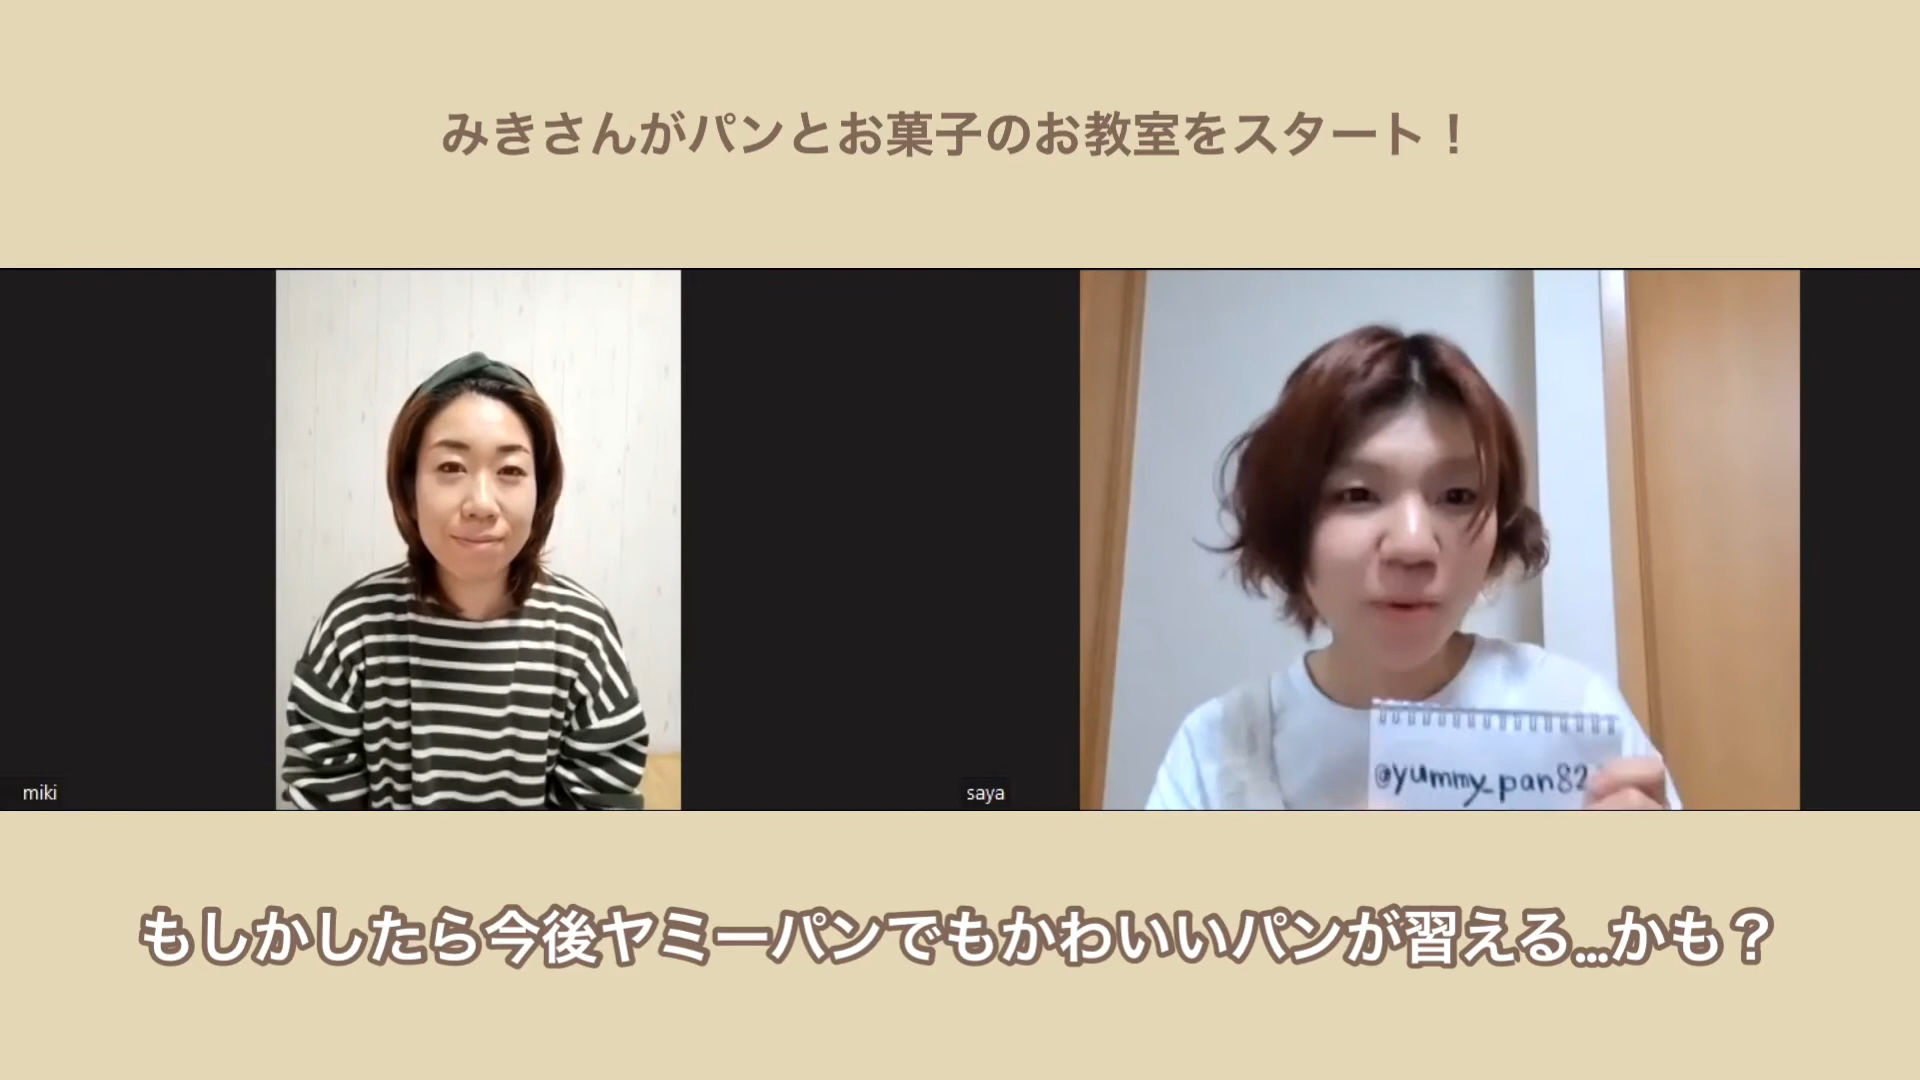 みきさんがパンとお菓子のお教室をスタート！
miki
saya
@yummy_pan82
もしかしたら今後ヤミーパンでもかわいいパンが習える...かも？